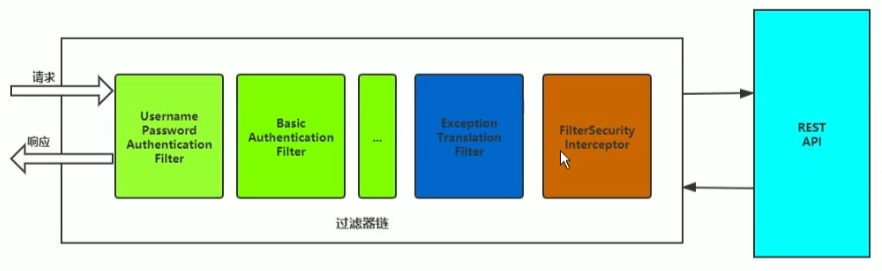 请求
响应
Username
Password
Authentication
Filter
Basic
Authentication
Filter
...
Exception
Translation
Filter
FilterSecurity
Interceptor
过滤器链
REST
API